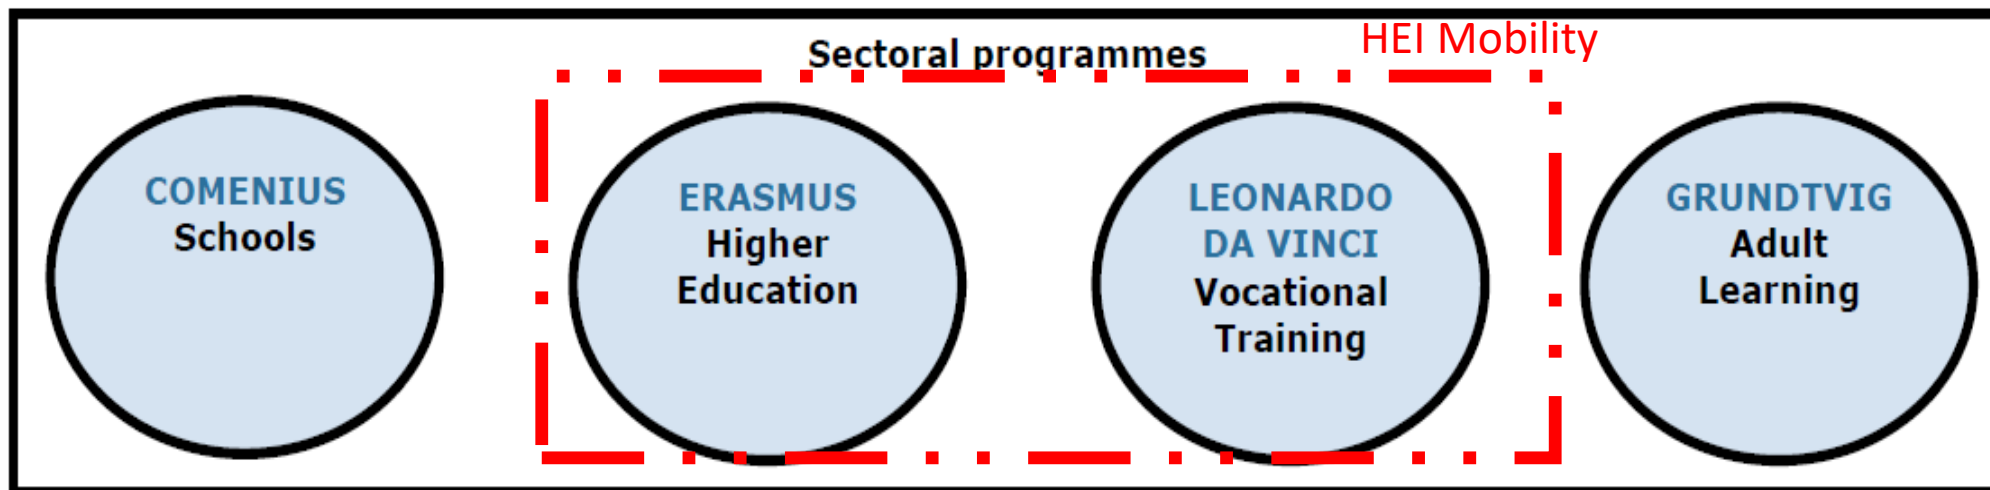 Sectoral programmes
HEI Mobility
COMENIUS
Schools
ERASMUS
Higher
Education
LEONARDO
DA VINCI
Vocational
Training
GRUNDTVIG
Adult
Learning